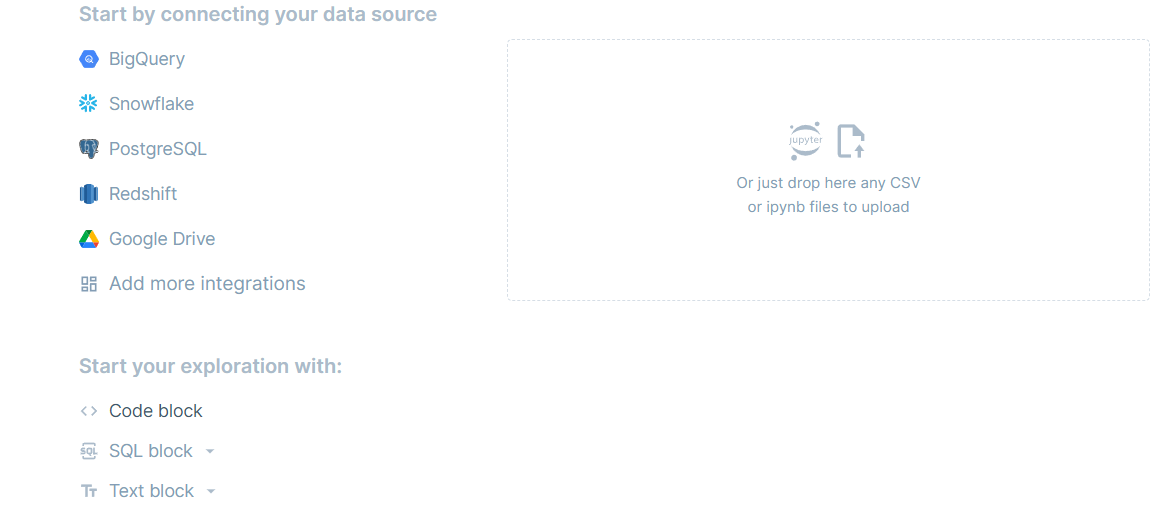 Start by connecting your data source
BigQuery
Snowflake
PostgreSQL
Redshift
Google Drive
Add more integrations
jupyter
Or just drop here any CSV
or ipynb files to upload
Start your exploration with:
Code block
SQL
SQL block
Tт Text block